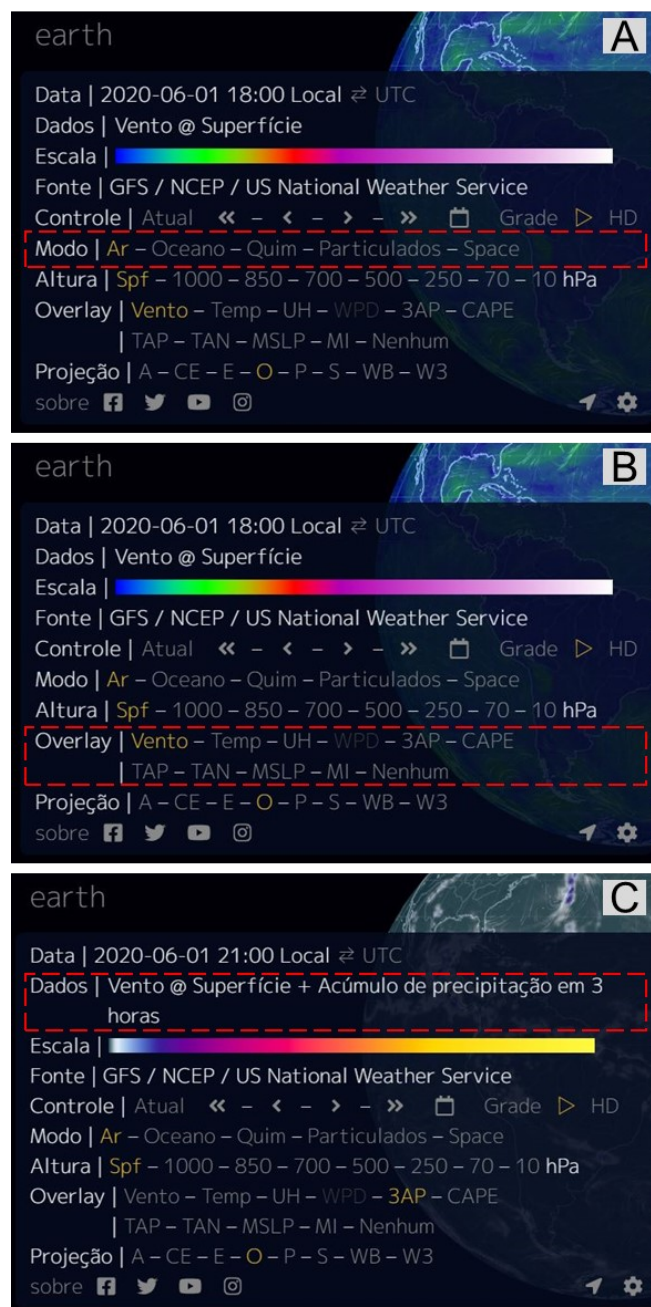 earth
A
Data | 2020-06-01 18:00 Local ⇄ UTC
Dados | Vento @ Superfície
Escala |
Fonte | GFS / NCEP / US National Weather Service
Controle | Atual « – ‹ – › – » Grade ▷ HD
Modo | Ar – Oceano – Quim – Particulados – Space
Altura | Spf – 1000 – 850 – 700 – 500 – 250 – 70 – 10 hPa
Overlay | Vento – Temp – UH – WPD – 3AP – CAPE
| TAP – TAN – MSLP – MI – Nenhum
Projeção | A – CE – E – O – P – S – WB – W3
sobre
earth
B
Data | 2020-06-01 18:00 Local ⇄ UTC
Dados | Vento @ Superfície
Escala |
Fonte | GFS / NCEP / US National Weather Service
Controle | Atual « – ‹ – › – » Grade ▷ HD
Modo | Ar – Oceano – Quim – Particulados – Space
Altura | Spf – 1000 – 850 – 700 – 500 – 250 – 70 – 10 hPa
Overlay | Vento – Temp – UH – WPD – 3AP – CAPE
| TAP – TAN – MSLP – MI – Nenhum
Projeção | A – CE – E – O – P – S – WB – W3
sobre
earth
C
Data | 2020-06-01 21:00 Local ⇄ UTC
Dados | Vento @ Superfície + Acúmulo de precipitação em 3
horas
Escala |
Fonte | GFS / NCEP / US National Weather Service
Controle | Atual « – ‹ – › – » Grade ▷ HD
Modo | Ar – Oceano – Quim – Particulados – Space
Altura | Spf – 1000 – 850 – 700 – 500 – 250 – 70 – 10 hPa
Overlay | Vento – Temp – UH – WPD – 3AP – CAPE
| TAP – TAN – MSLP – MI – Nenhum
Projeção | A – CE – E – O – P – S – WB – W3
sobre